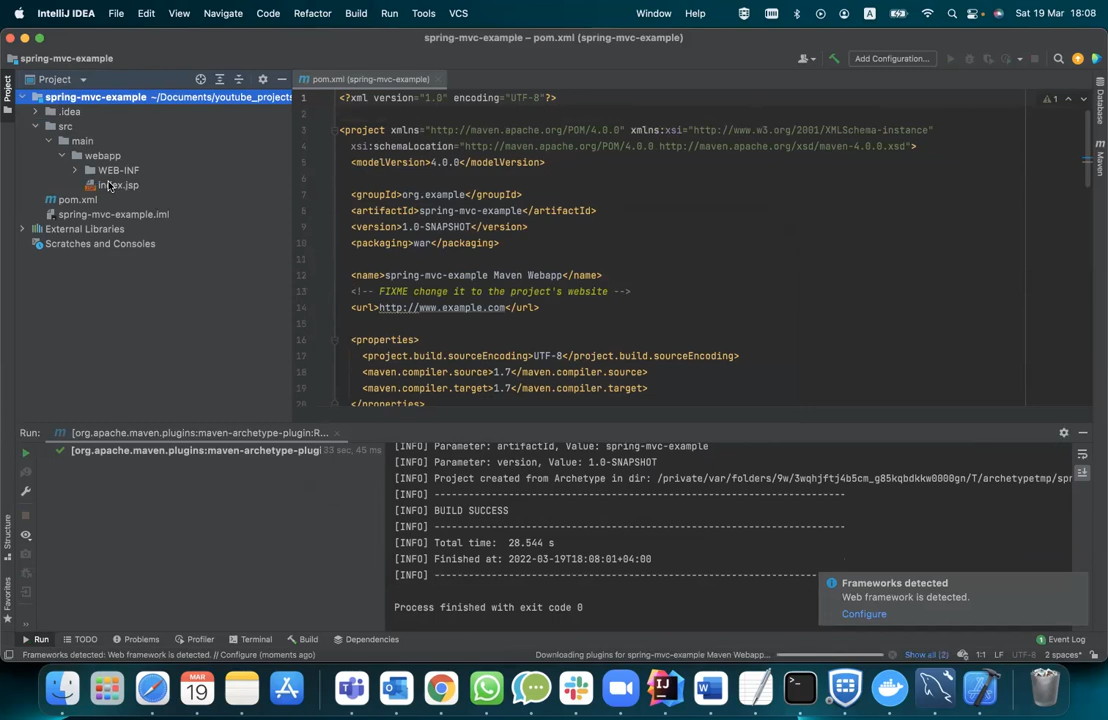 IntelliJ IDEA File Edit View Navigate Code Refactor Build Run Tools VCS Window Help A Sat 19 Mar 18:08
spring-mvc-example – pom.xml (spring-mvc-example)
spring-mvc-example
Add Configuration...
Project
pom.xml (spring-mvc-example)
spring-mvc-example ~/Documents/youtube_projects
.idea
src
main
webapp
WEB-INF
index.jsp
pom.xml
spring-mvc-example.iml
External Libraries
Scratches and Consoles
1 <?xml version="1.0" encoding="UTF-8"?>
2
3 <project xmlns="http://maven.apache.org/POM/4.0.0" xmlns:xsi="http://www.w3.org/2001/XMLSchema-instance"
4 xsi:schemaLocation="http://maven.apache.org/POM/4.0.0 http://maven.apache.org/xsd/maven-4.0.0.xsd">
5 <modelVersion>4.0.0</modelVersion>
6
7 <groupId>org.example</groupId>
8 <artifactId>spring-mvc-example</artifactId>
9 <version>1.0-SNAPSHOT</version>
10 <packaging>war</packaging>
11
12 <name>spring-mvc-example Maven Webapp</name>
13 <!-- FIXME change it to the project's website -->
14 <url>http://www.example.com</url>
15
16 <properties>
17 <project.build.sourceEncoding>UTF-8</project.build.sourceEncoding>
18 <maven.compiler.source>1.7</maven.compiler.source>
19 <maven.compiler.target>1.7</maven.compiler.target>
20 </properties>
1
Project
Structure
Favorites
Database
Maven
Run: [org.apache.maven.plugins:maven-archetype-plugin:R...
[org.apache.maven.plugins:maven-archetype-plugi 33 sec, 45 ms
[INFO] Parameter: artifactId, Value: spring-mvc-example
[INFO] Parameter: version, Value: 1.0-SNAPSHOT
[INFO] Project created from Archetype in dir: /private/var/folders/9w/3wqhjftj4b5cm_g85kqbdkkw0000gn/T/archetypetmp/spr
[INFO] ------------------------------------------------------------------------
[INFO] BUILD SUCCESS
[INFO] ------------------------------------------------------------------------
[INFO] Total time:  28.544 s
[INFO] Finished at: 2022-03-19T18:08:01+04:00
[INFO] ------------------------------------------------------------------------
Process finished with exit code 0
Frameworks detected
Web framework is detected.
Configure
Run TODO Problems Profiler Terminal Build Dependencies 1 Event Log
Frameworks detected: Web framework is detected. // Configure (moments ago) Downloading plugins for spring-mvc-example Maven Webapp... Show all (2) 1:1 LF UTF-8 2 spaces*
MAR
19